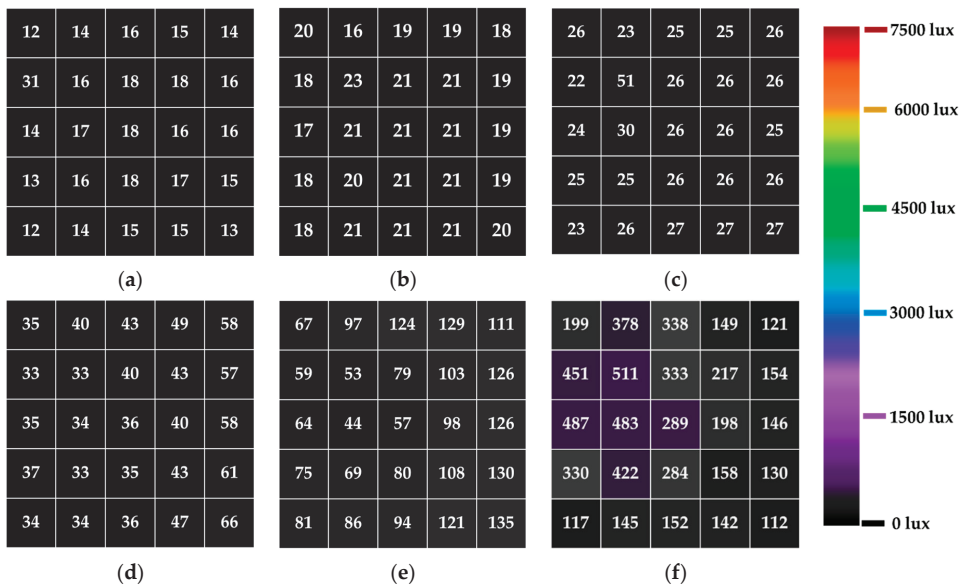 12 14 16 15 14
31 16 18 18 16
14 17 18 16 16
13 16 18 17 15
12 14 15 15 13
(a)
20 16 19 19 18
18 23 21 21 19
17 21 21 21 19
18 20 21 21 19
18 21 21 21 20
(b)
26 23 25 25 26
22 51 26 26 26
24 30 26 26 25
25 25 26 26 26
23 26 27 27 27
(c)
35 40 43 49 58
33 33 40 43 57
35 34 36 40 58
37 33 35 43 61
34 34 36 47 66
(d)
67 97 124 129 111
59 53 79 103 126
64 44 57 98 126
75 69 80 108 130
81 86 94 121 135
(e)
199 378 338 149 121
451 511 333 217 154
487 483 289 198 146
330 422 284 158 130
117 145 152 142 112
(f)
7500 lux
6000 lux
4500 lux
3000 lux
1500 lux
0 lux